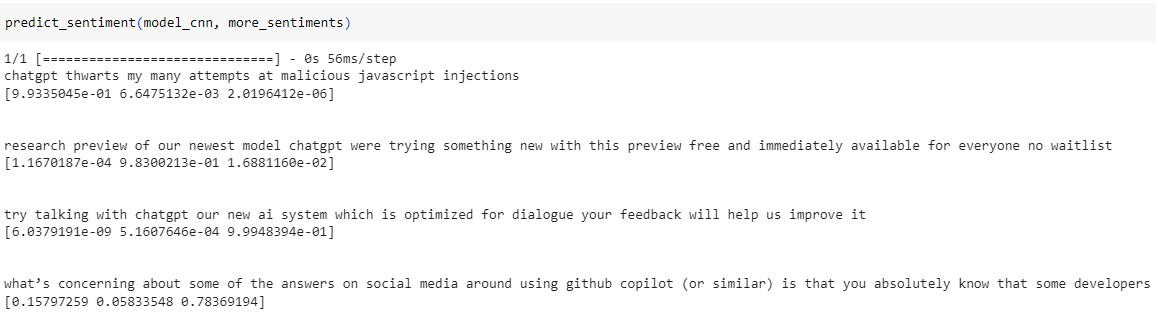 predict_sentiment(model_cnn, more_sentiments)
1/1 [==============================] - 0s 56ms/step
chatgpt thwarts my many attempts at malicious javascript injections
[9.9335045e-01 6.6475132e-03 2.0196412e-06]
research preview of our newest model chatgpt were trying something new with this preview free and immediately available for everyone no waitlist
[1.1670187e-04 9.8300213e-01 1.6881160e-02]
try talking with chatgpt our new ai system which is optimized for dialogue your feedback will help us improve it
[6.0379191e-09 5.1607646e-04 9.9948394e-01]
what’s concerning about some of the answers on social media around using github copilot (or similar) is that you absolutely know that some developers
[0.15797259 0.05833548 0.78369194]